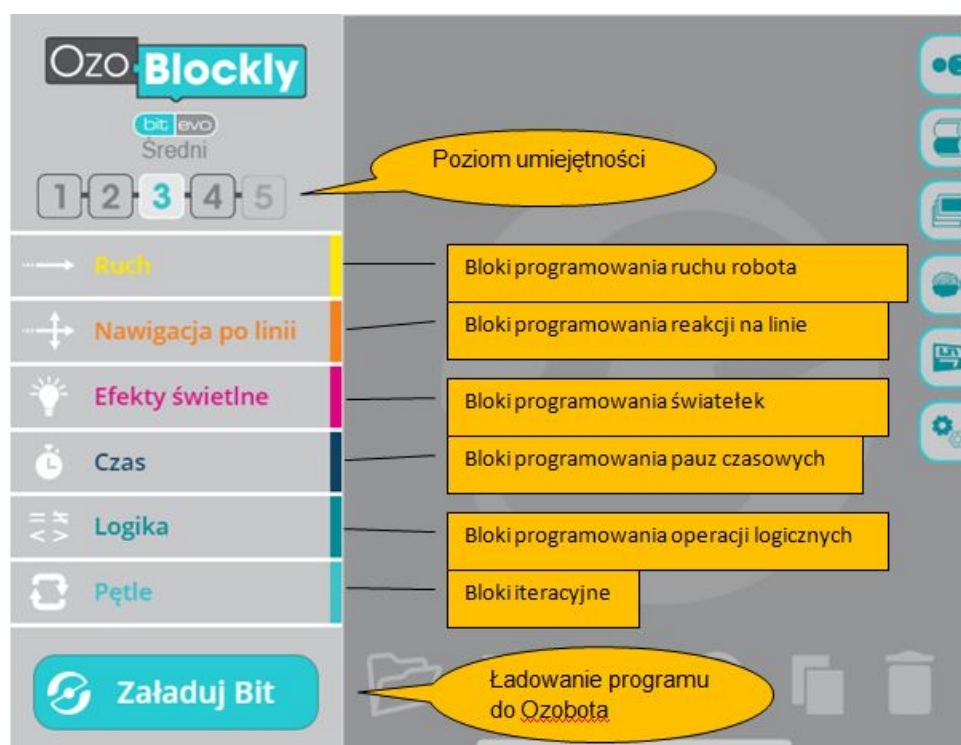 Ozo Blockly
bit evo
Średni
1 2 3 4 5
Poziom umiejętności
Ruch
Bloki programowania ruchu robota
Nawigacja po linii
Bloki programowania reakcji na linie
Efekty świetlne
Bloki programowania światełek
Czas
Bloki programowania pauz czasowych
Logika
Bloki programowania operacji logicznych
Pętle
Bloki iteracyjne
Załaduj Bit
Ładowanie programu
do Ozobota